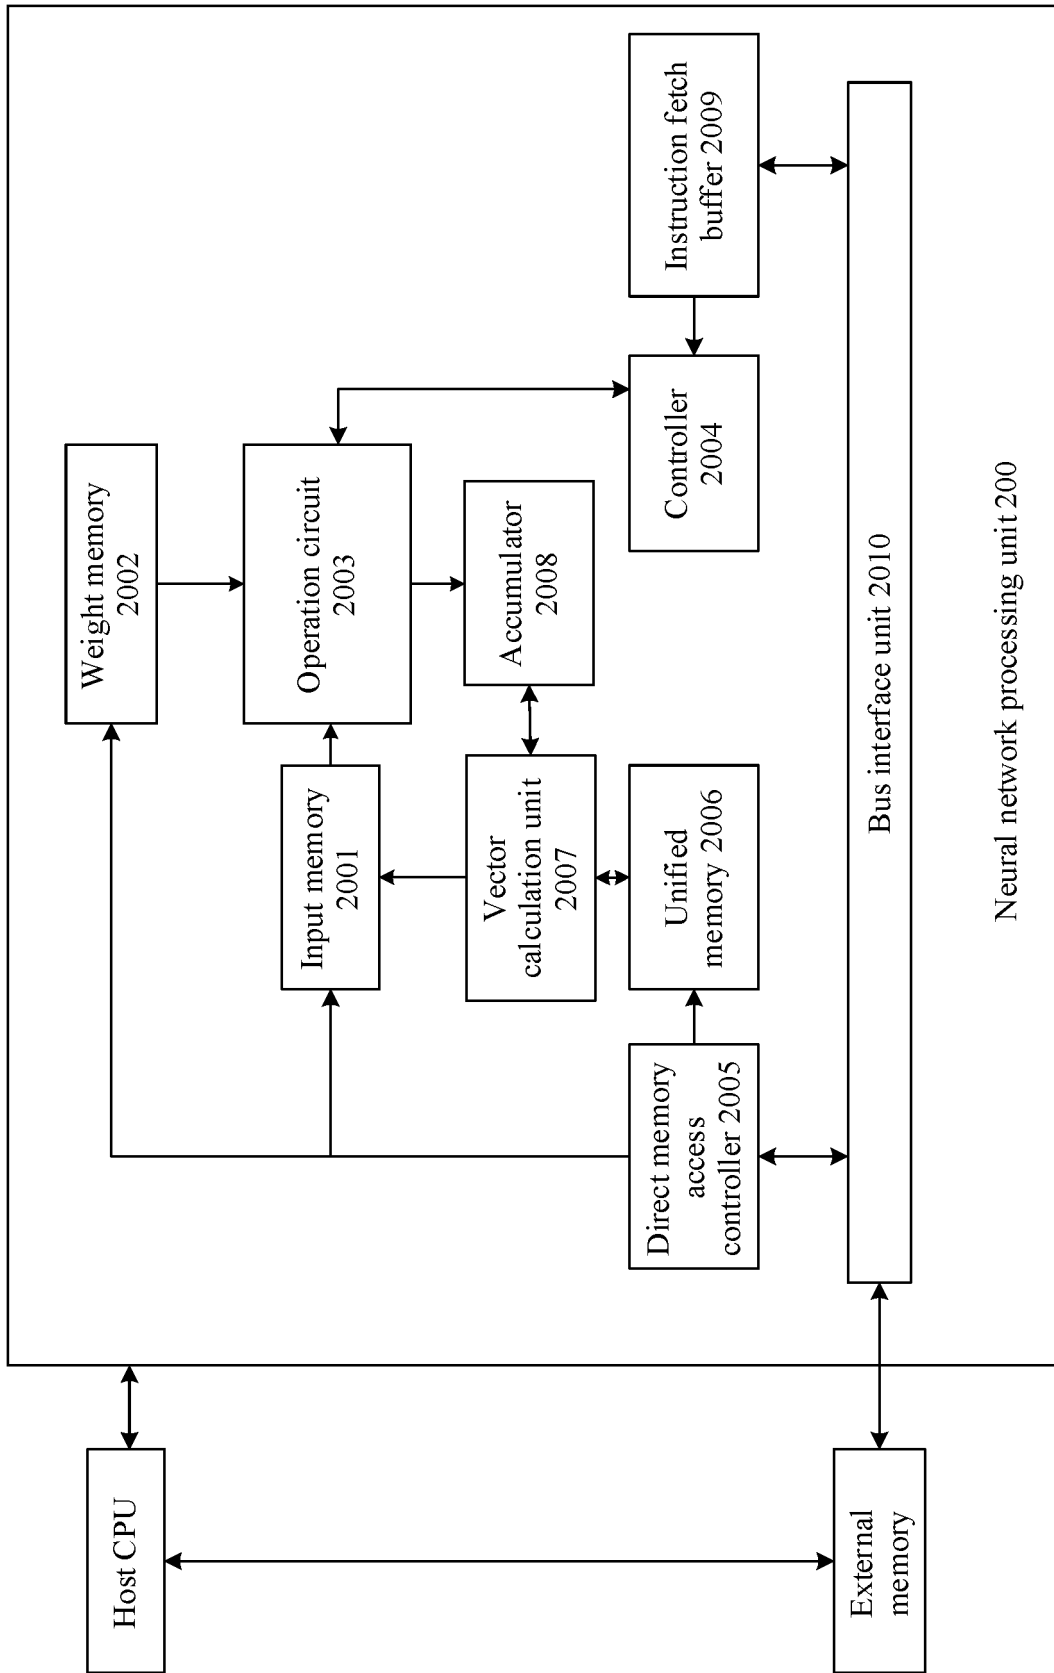 Host CPU
External
memory
Weight memory
2002
Input memory
2001
Operation circuit
2003
Vector
calculation unit
2007
Accumulator
2008
Direct memory
access
controller 2005
Unified
memory 2006
Controller
2004
Instruction fetch
buffer 2009
Bus interface unit 2010
Neural network processing unit 200